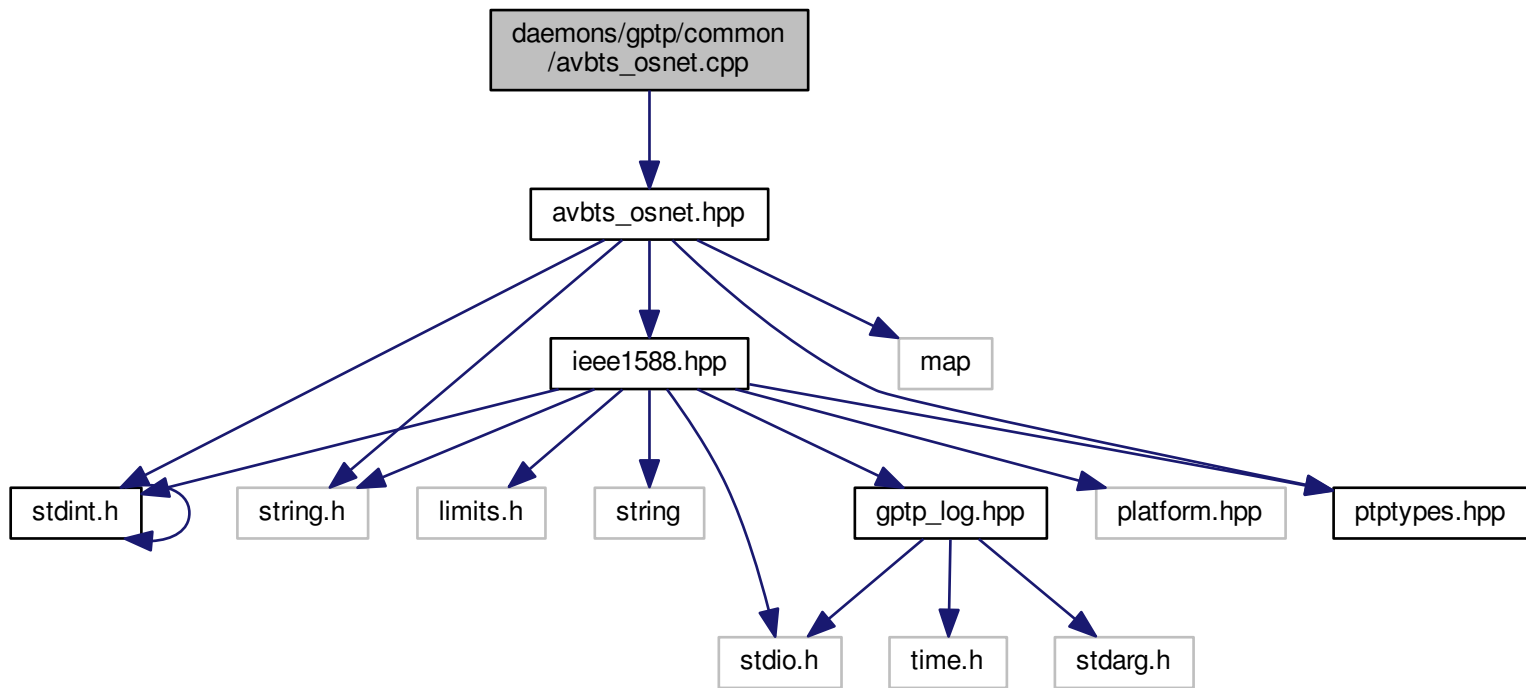 daemons/gptp/common
/avbts_osnet.cpp
avbts_osnet.hpp
ieee1588.hpp
map
stdint.h
string.h
limits.h
string
gptp_log.hpp
platform.hpp
ptptypes.hpp
stdio.h
time.h
stdarg.h